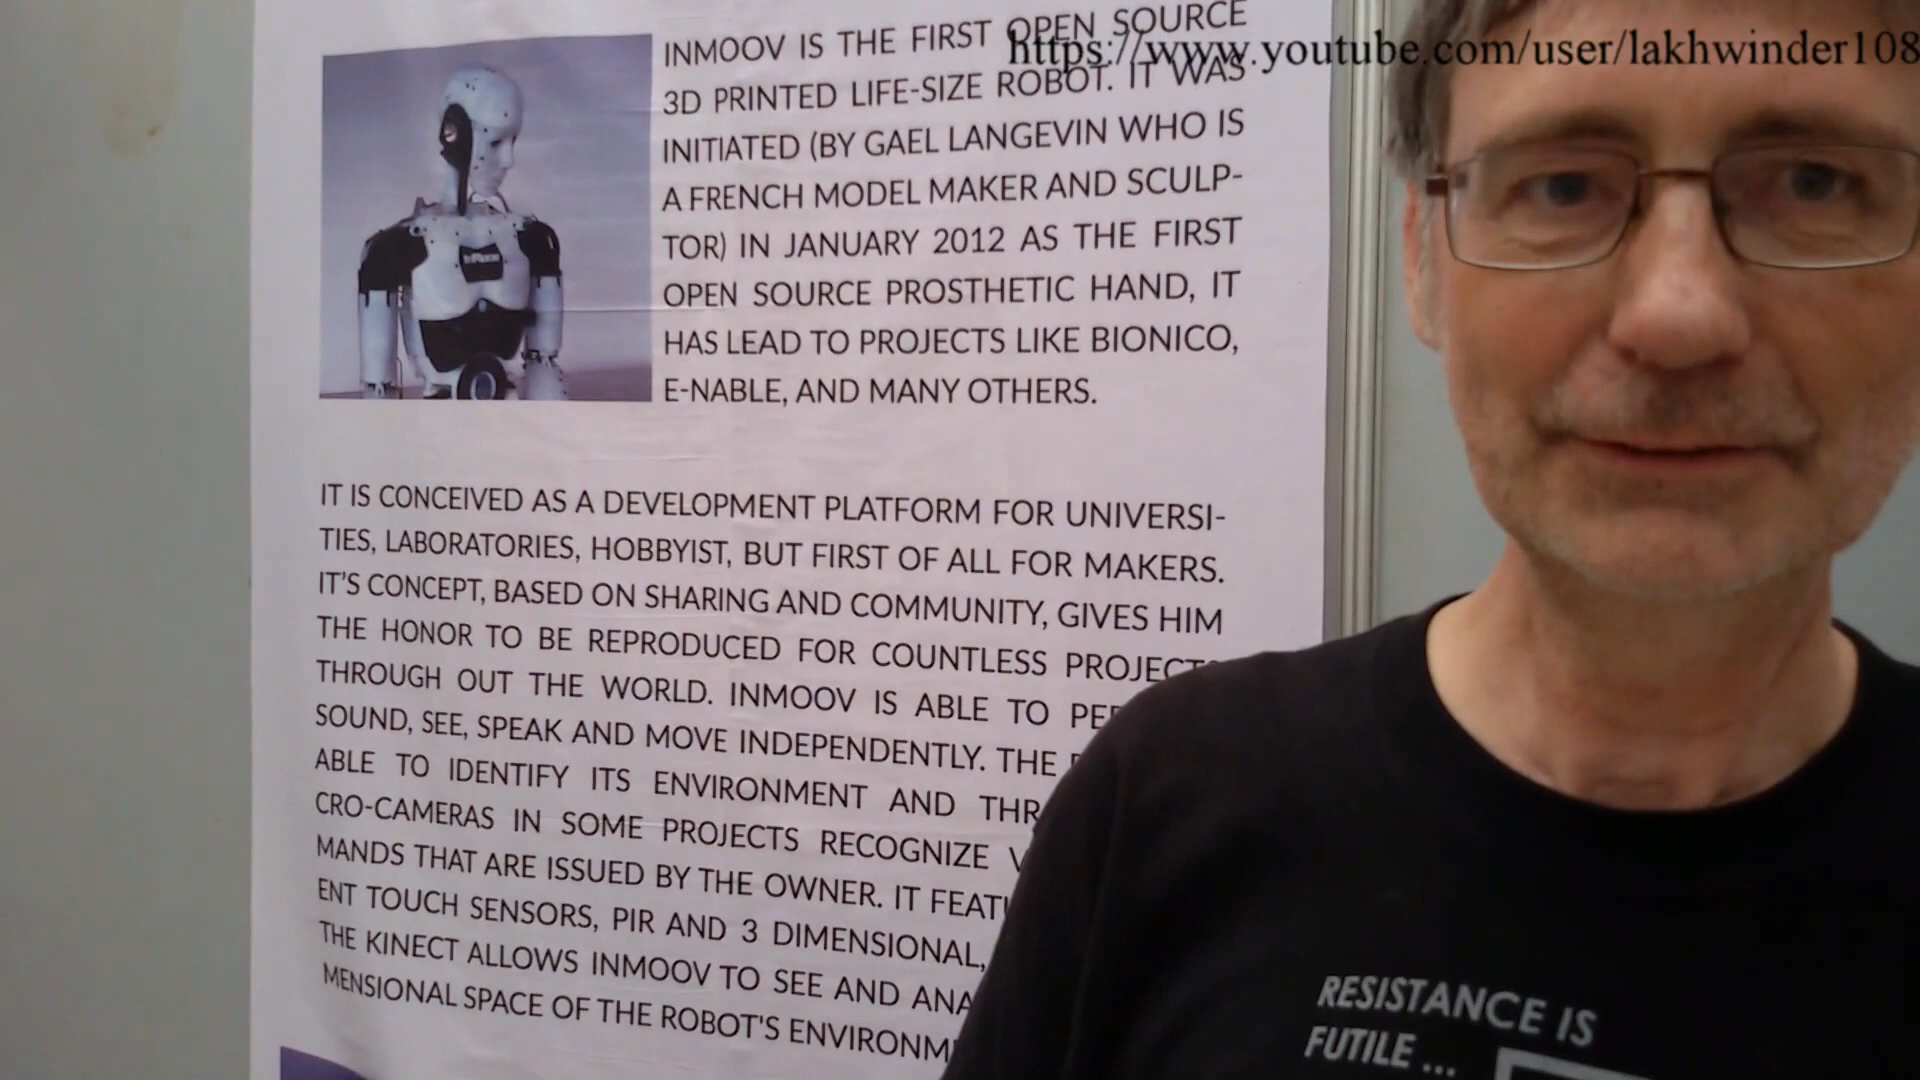 https://www.youtube.com/user/lakhwinder108
INMOOV IS THE FIRST OPEN SOURCE
3D PRINTED LIFE-SIZE ROBOT. IT WAS
INITIATED (BY GAEL LANGEVIN WHO IS
A FRENCH MODEL MAKER AND SCULP-
TOR) IN JANUARY 2012 AS THE FIRST
OPEN SOURCE PROSTHETIC HAND, IT
HAS LEAD TO PROJECTS LIKE BIONICO,
E-NABLE, AND MANY OTHERS.
IT IS CONCEIVED AS A DEVELOPMENT PLATFORM FOR UNIVERSI-
TIES, LABORATORIES, HOBBYIST, BUT FIRST OF ALL FOR MAKERS.
IT'S CONCEPT, BASED ON SHARING AND COMMUNITY, GIVES HIM
THE HONOR TO BE REPRODUCED FOR COUNTLESS PROJECTS
THROUGH OUT THE WORLD. INMOOV IS ABLE TO
SOUND, SEE, SPEAK AND MOVE INDEPENDENTLY. THE
ABLE TO IDENTIFY ITS ENVIRONMENT AND
CRO-CAMERAS IN SOME PROJECTS RECOGNIZE
MANDS THAT ARE ISSUED BY THE OWNER. IT
ENT TOUCH SENSORS, PIR AND 3 DIMENSIONAL,
THE KINECT ALLOWS INMOOV TO SEE AND
MENSIONAL SPACE OF THE ROBOT'S
RESISTANCE IS
FUTILE ...